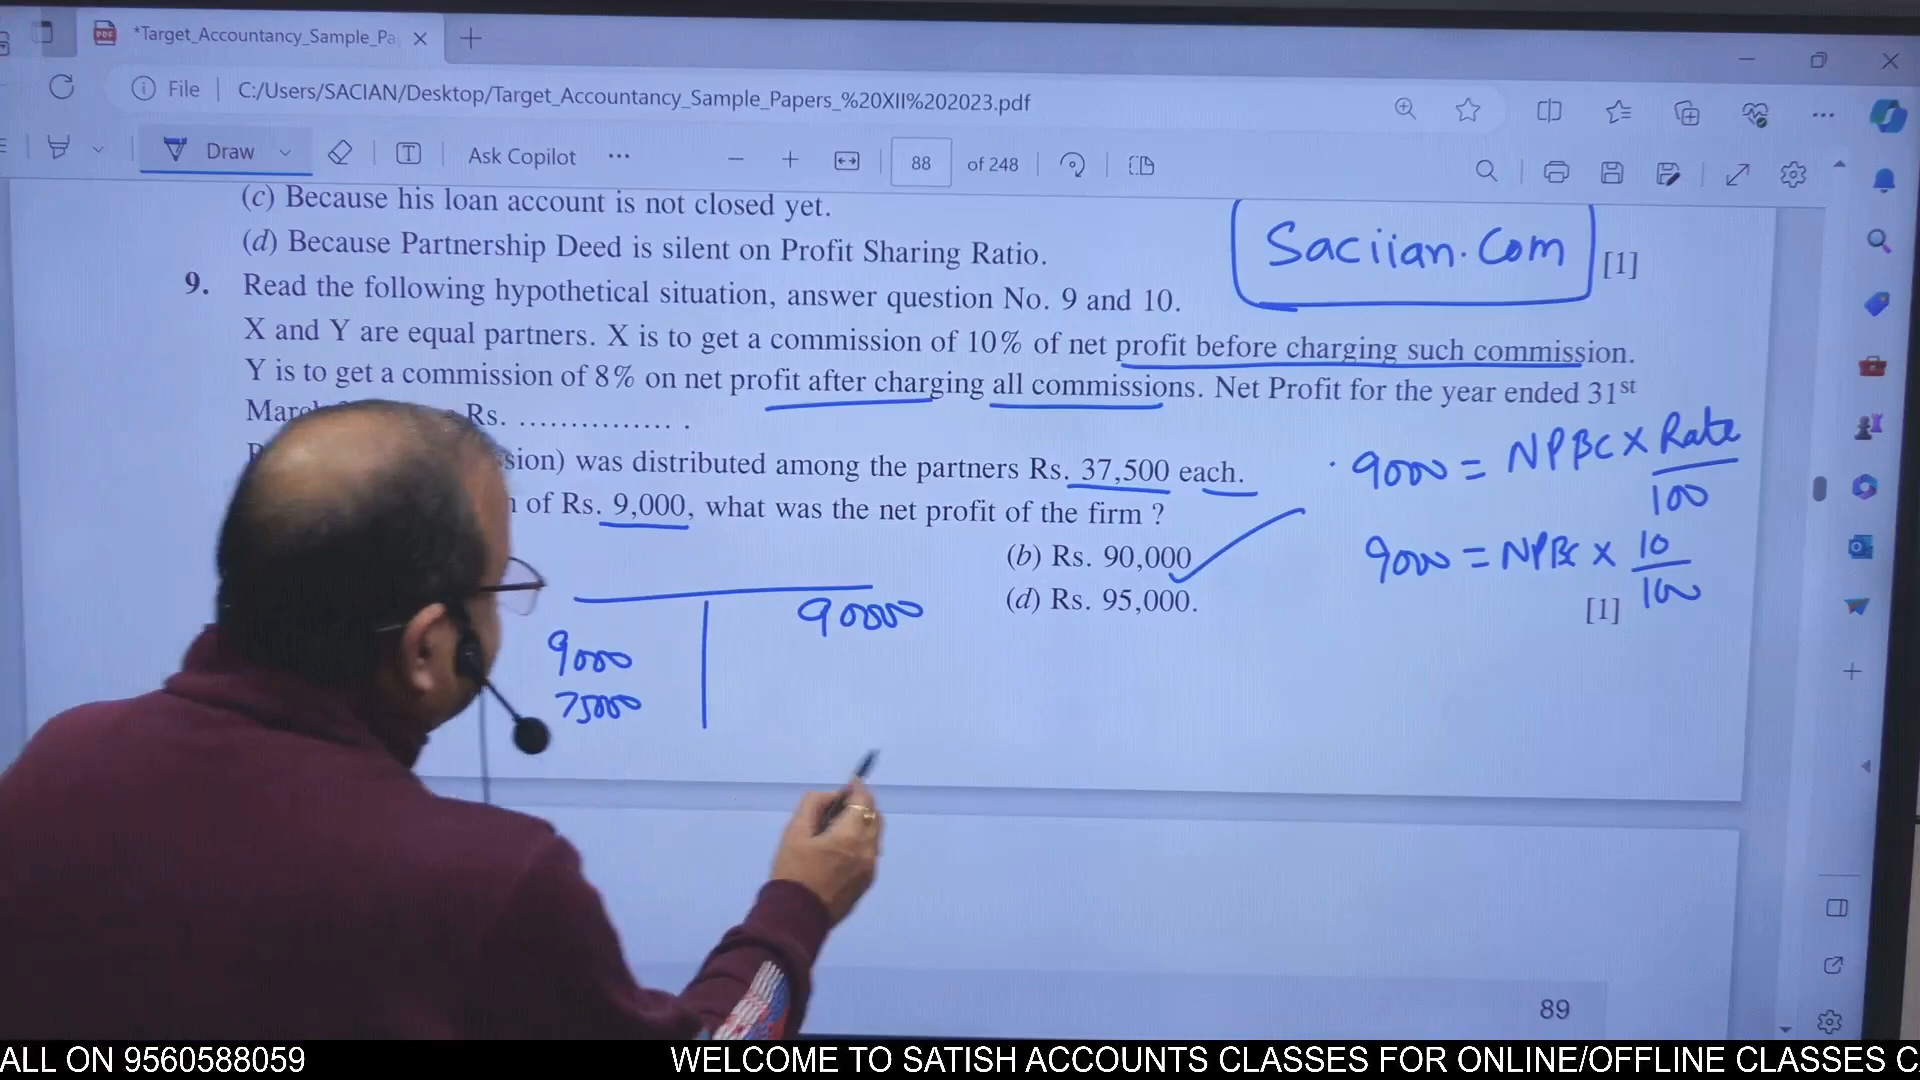 *Target_Accountancy_Sample_Pa
File C:/Users/SACIAN/Desktop/Target_Accountancy_Sample_Papers_%20XII%202023.pdf
Draw Ask Copilot 88 of 248
(c) Because his loan account is not closed yet.
(d) Because Partnership Deed is silent on Profit Sharing Ratio.
Saciian.Com [1]
9. Read the following hypothetical situation, answer question No. 9 and 10.
X and Y are equal partners. X is to get a commission of 10% of net profit before charging such commission.
Y is to get a commission of 8% on net profit after charging all commissions. Net Profit for the year ended 31st
Rs. ............... .
sion) was distributed among the partners Rs. 37,500 each.
of Rs. 9,000, what was the net profit of the firm ?
(b) Rs. 90,000
(d) Rs. 95,000.
[1]
9000 = NPBC X Rate
100
9000 = NPBC X 10
100
90000
9000
75000
89
ALL ON 9560588059 WELCOME TO SATISH ACCOUNTS CLASSES FOR ONLINE/OFFLINE CLASSES C